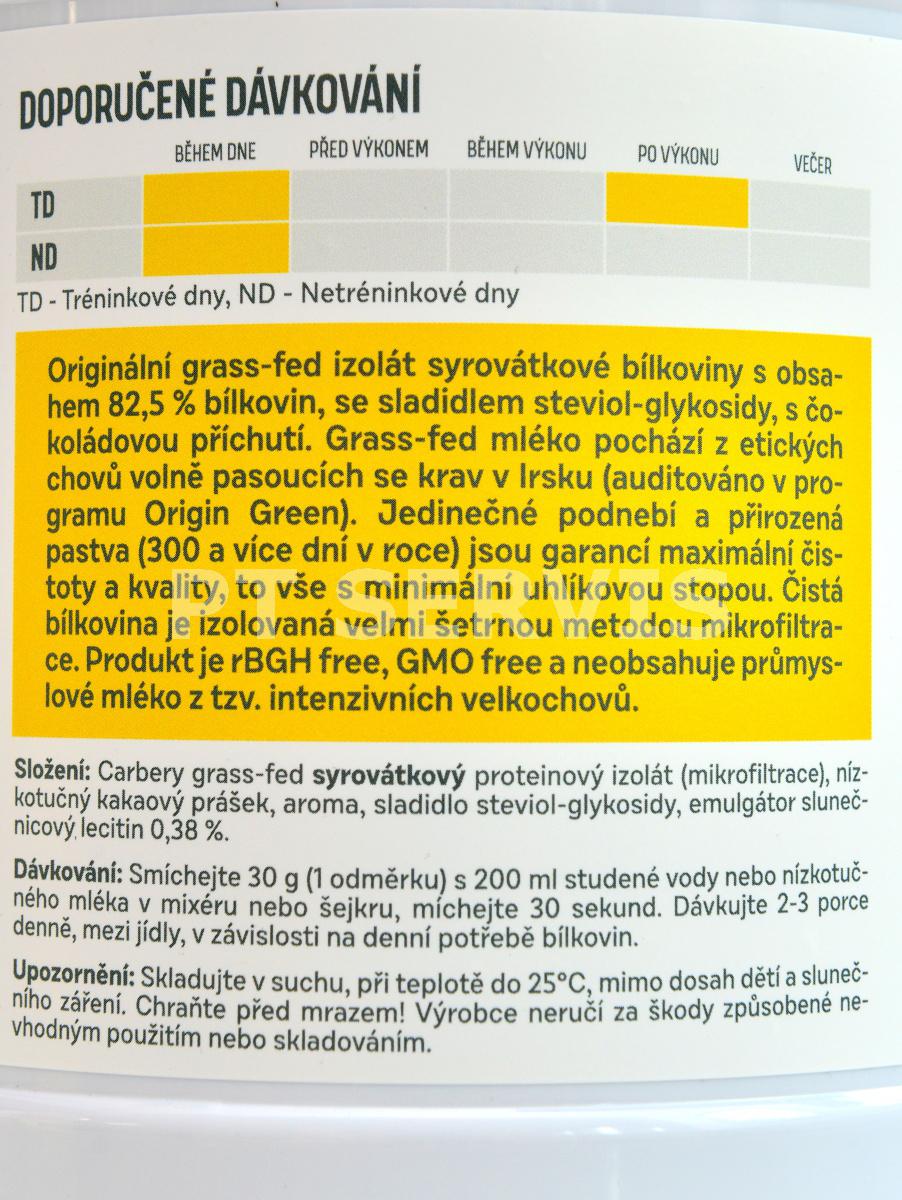 DOPORUČENÉ DÁVKOVÁNÍ
BĚHEM DNE PŘED VÝKONEM BĚHEM VÝKONU PO VÝKONU VEČER
TD
ND
TD - Tréninkové dny, ND - Netréninkové dny
Originální grass-fed izolát syrovátkové bílkoviny s obsa-
hem 82,5 % bílkovin, se sladidlem steviol-glykosidy, s čo-
koládovou příchutí. Grass-fed mléko pochází z etických
chovů volně pasoucích se krav v Irsku (auditováno v pro-
gramu Origin Green). Jedinečné podnebí a přirozená
pastva (300 a více dní v roce) jsou garancí maximální čis-
toty a kvality, to vše s minimální uhlíkovou stopou. Čistá
PT SERVIS
bílkovina je izolovaná velmi šetrnou metodou mikrofiltra-
ce. Produkt je rBGH free, GMO free a neobsahuje průmys-
lové mléko z tzv. intenzivních velkochovů.
Složení: Carbery grass-fed syrovátkový proteinový izolát (mikrofiltrace), níz-
kotučný kakaový prášek, aroma, sladidlo steviol-glykosidy, emulgátor sluneč-
nicový lecitin 0,38 %.
Dávkování: Smíchejte 30 g (1 odměrku) s 200 ml studené vody nebo nízkotuč-
ného mléka v mixéru nebo šejkru, míchejte 30 sekund. Dávkujte 2-3 porce
denně, mezi jídly, v závislosti na denní potřebě bílkovin.
Upozornění: Skladujte v suchu, při teplotě do 25°C, mimo dosah dětí a sluneč-
ního záření. Chraňte před mrazem! Výrobce neručí za škody způsobené ne-
vhodným použitím nebo skladováním.